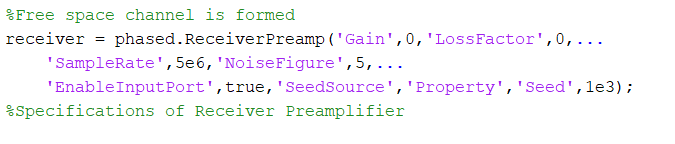 %Free space channel is formed
receiver = phased.ReceiverPreamp('Gain',0,'LossFactor',0,...
'SampleRate',5e6,'NoiseFigure',5,...
'EnableInputPort',true,'SeedSource','Property','Seed',1e3);
%Specifications of Receiver Preamplifier